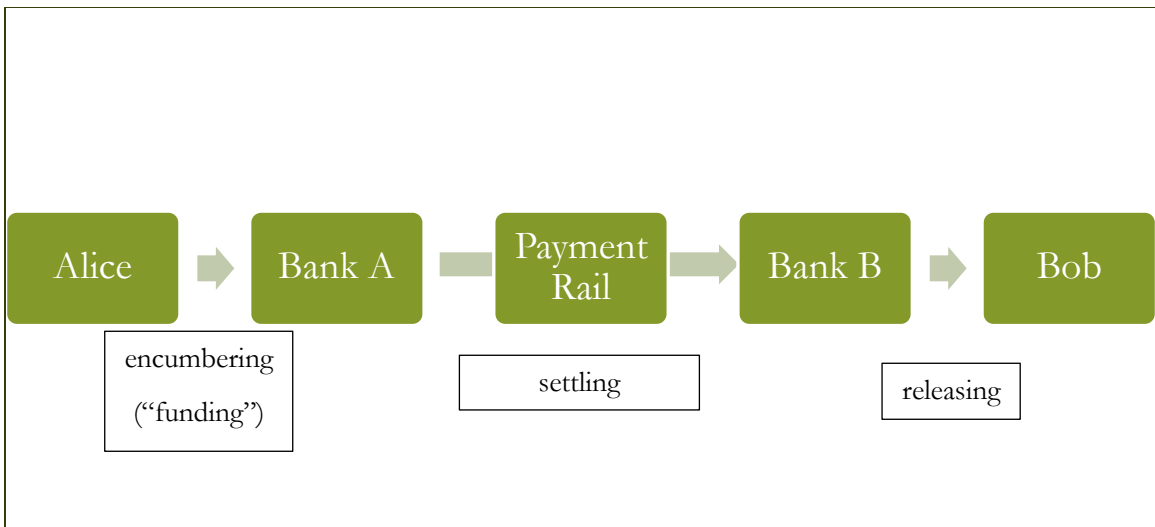 Alice
Bank A
Payment
Rail
Bank B
Bob
encumbering
(“funding”)
settling
releasing